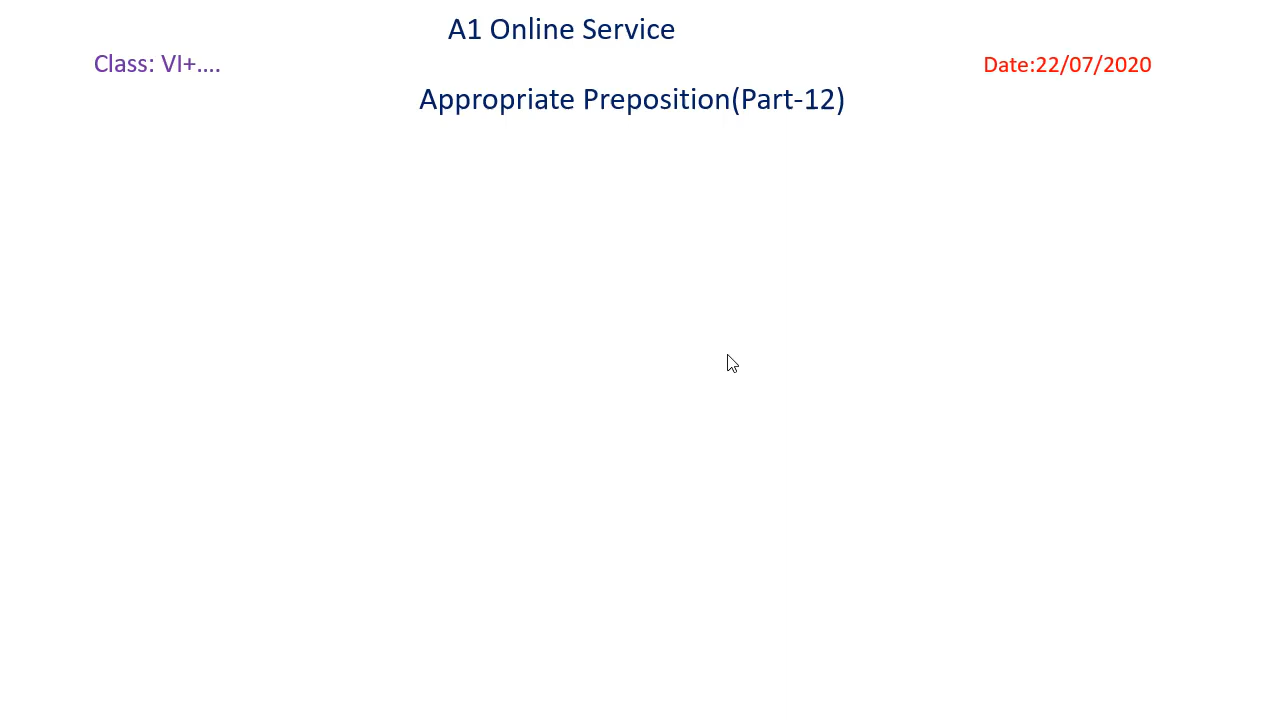 A1 Online Service
Class: VI+.... Date:22/07/2020
Appropriate Preposition(Part-12)